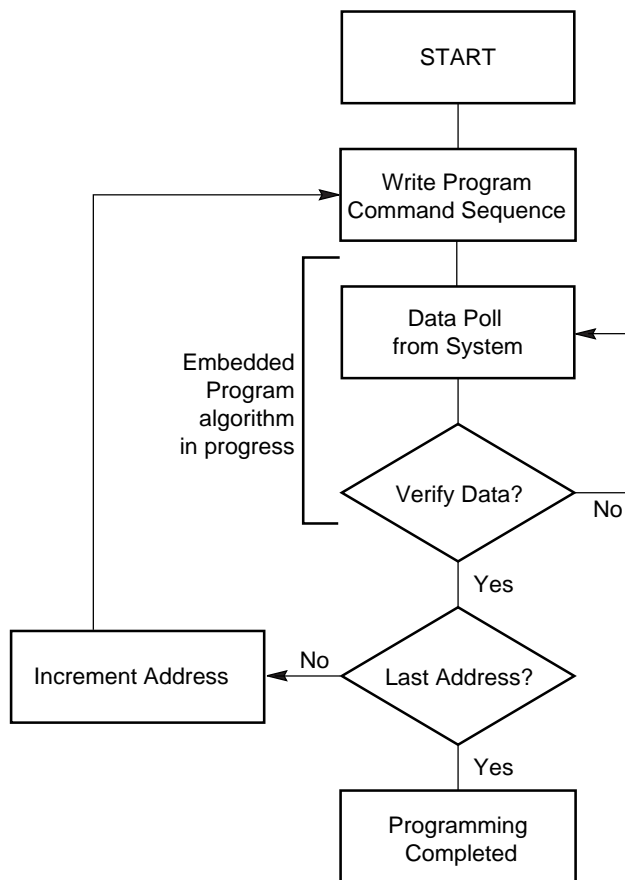 START
Write Program
Command Sequence
Data Poll
from System
Embedded
Program
algorithm
in progress
Verify Data?
No
Yes
Increment Address
No
Last Address?
Yes
Programming
Completed